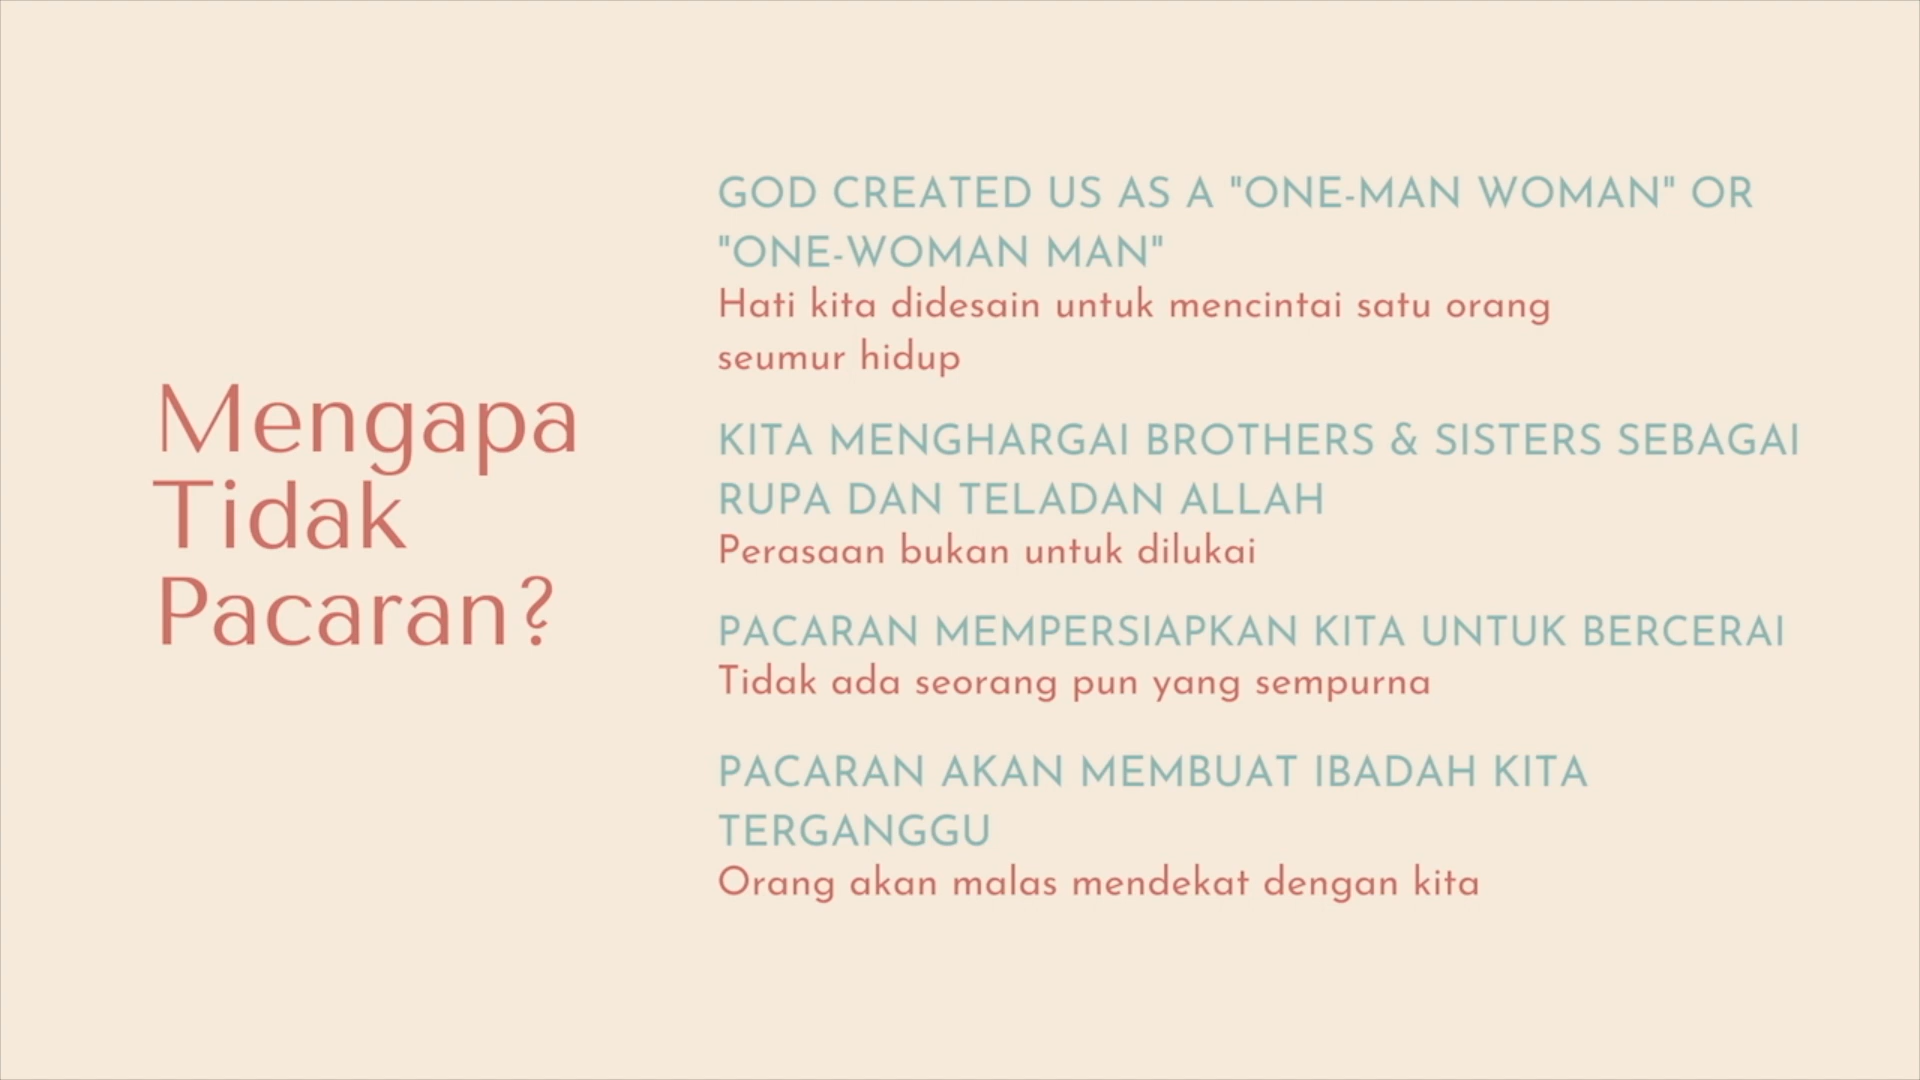 Mengapa
Tidak
Pacaran?
GOD CREATED US AS A "ONE-MAN WOMAN" OR
"ONE-WOMAN MAN"
Hati kita didesain untuk mencintai satu orang
seumur hidup
KITA MENGHARGAI BROTHERS & SISTERS SEBAGAI
RUPA DAN TELADAN ALLAH
Perasaan bukan untuk dilukai
PACARAN MEMPERSIAPKAN KITA UNTUK BERCERAI
Tidak ada seorang pun yang sempurna
PACARAN AKAN MEMBUAT IBADAH KITA
TERGANGGU
Orang akan malas mendekat dengan kita